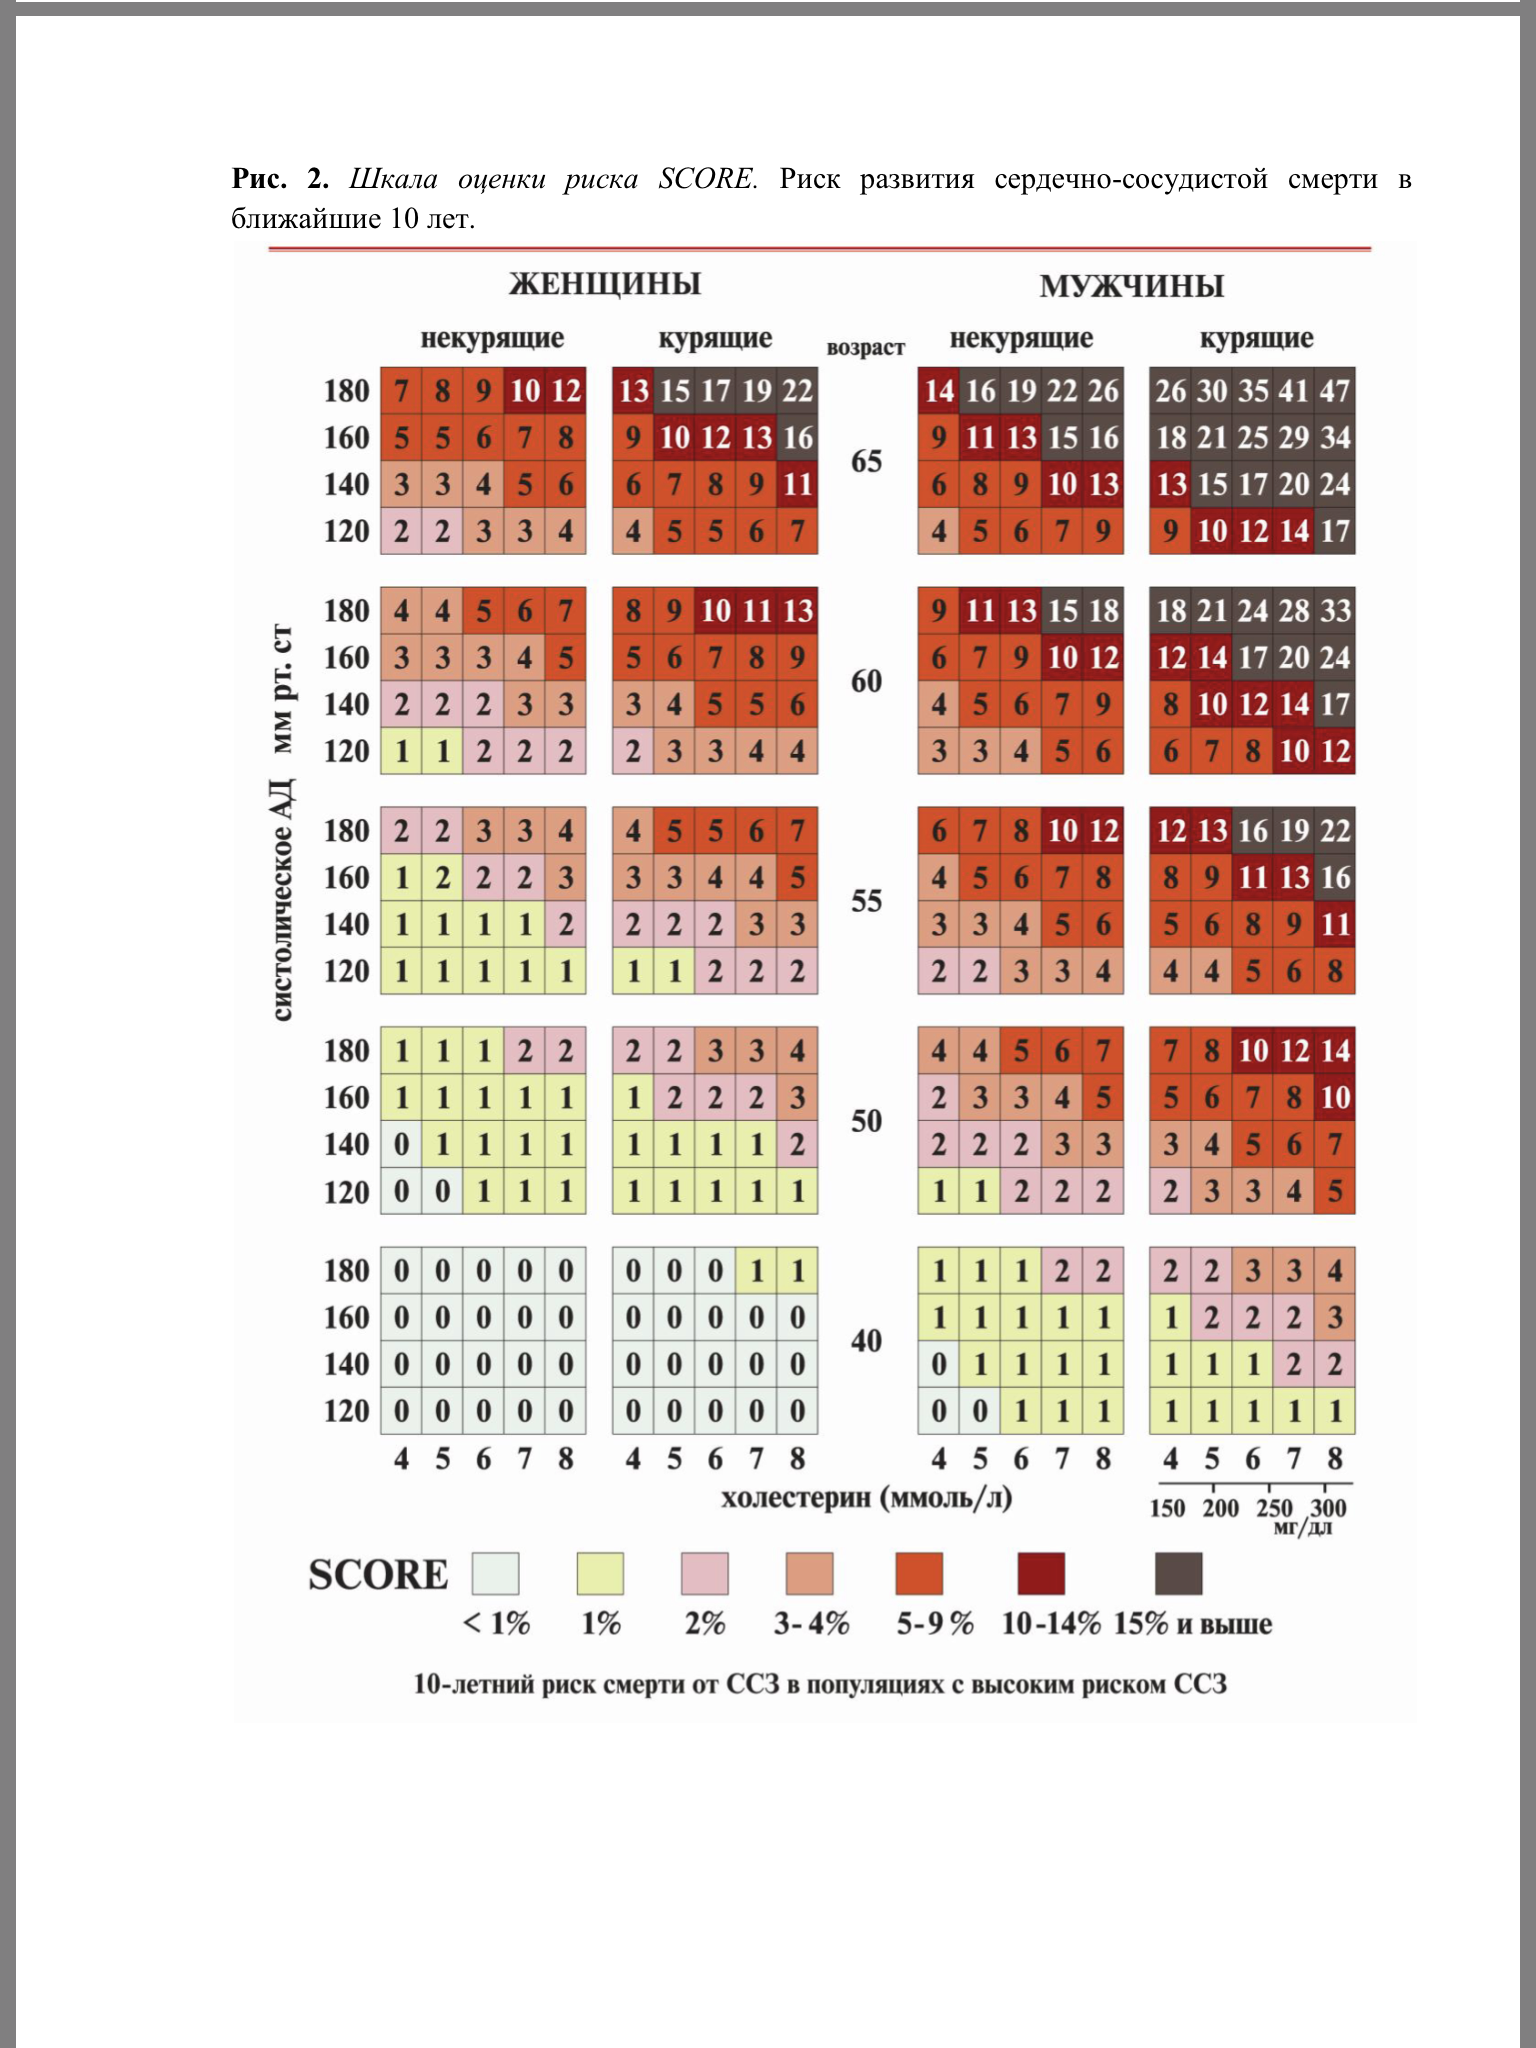 Рис. 2. Шкала оценки риска SCORE. Риск развития сердечно-сосудистой смерти в
ближайшие 10 лет.
ЖЕНЩИНЫ МУЖЧИНЫ
некурящие курящие возраст некурящие курящие
систолическое АД мм рт. ст
180 7 8 9 10 12 13 15 17 19 22 14 16 19 22 26 26 30 35 41 47
160 5 5 6 7 8 9 10 12 13 16 9 11 13 15 16 18 21 25 29 34
65
140 3 3 4 5 6 6 7 8 9 11 6 8 9 10 13 13 15 17 20 24
120 2 2 3 3 4 4 5 5 6 7 4 5 6 7 9 9 10 12 14 17
180 4 4 5 6 7 8 9 10 11 13 9 11 13 15 18 18 21 24 28 33
160 3 3 3 4 5 5 6 7 8 9 6 7 9 10 12 12 14 17 20 24
60
140 2 2 2 3 3 3 4 5 5 6 4 5 6 7 9 8 10 12 14 17
120 1 1 2 2 2 2 3 3 4 4 3 3 4 5 6 6 7 8 10 12
180 2 2 3 3 4 4 5 5 6 7 6 7 8 10 12 12 13 16 19 22
160 1 2 2 2 3 3 3 4 4 5 4 5 6 7 8 8 9 11 13 16
55
140 1 1 1 1 2 2 2 2 3 3 3 3 4 5 6 5 6 8 9 11
120 1 1 1 1 1 1 1 2 2 2 2 2 3 3 4 4 4 5 6 8
180 1 1 1 2 2 2 2 3 3 4 4 4 5 6 7 7 8 10 12 14
160 1 1 1 1 1 1 2 2 2 3 2 3 3 4 5 5 6 7 8 10
50
140 0 1 1 1 1 1 1 1 1 2 2 2 2 3 3 3 4 5 6 7
120 0 0 1 1 1 1 1 1 1 1 1 1 2 2 2 2 3 3 4 5
180 0 0 0 0 0 0 0 0 1 1 1 1 1 2 2 2 2 3 3 4
160 0 0 0 0 0 0 0 0 0 0 1 1 1 1 1 1 2 2 2 3
40
140 0 0 0 0 0 0 0 0 0 0 0 1 1 1 1 1 1 1 2 2
120 0 0 0 0 0 0 0 0 0 0 0 0 1 1 1 1 1 1 1 1
4 5 6 7 8 4 5 6 7 8 4 5 6 7 8 4 5 6 7 8
холестерин (ммоль/л)
150 200 250 300
мг/дл
SCORE
< 1% 1% 2% 3-4% 5-9% 10-14% 15% и выше
10-летний риск смерти от ССЗ в популяциях с высоким риском ССЗ